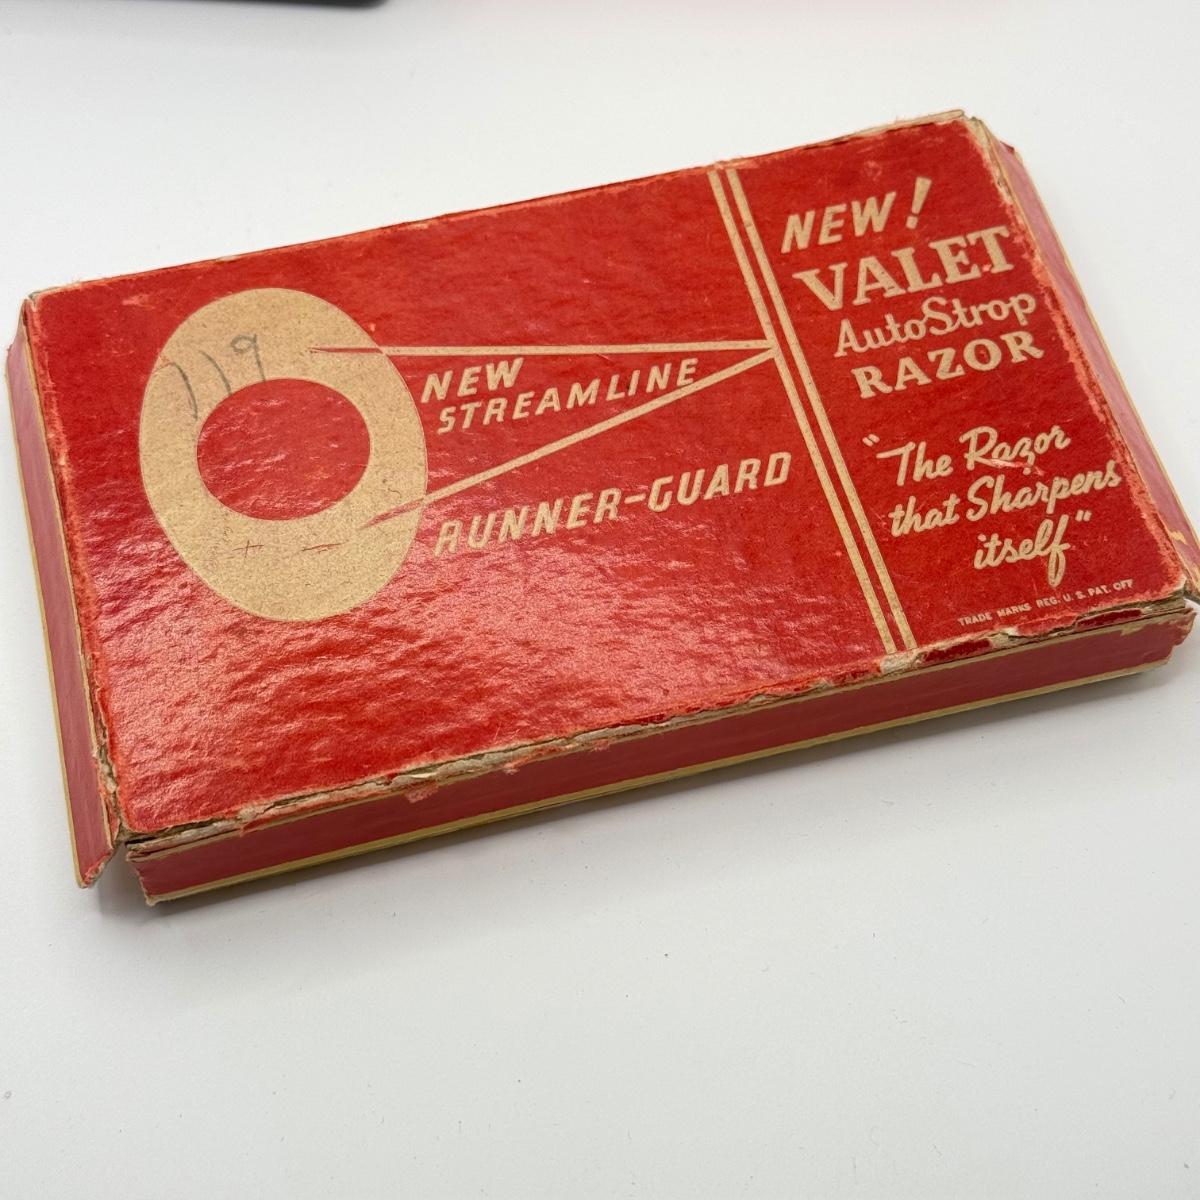 119
NEW
STREAMLINE
RUNNER-GUARD
NEW!
VALET
AutoStrop
RAZOR
"The Razor
that Sharpens
itself"
TRADE MARKS REG. U.S. PAT. OFF